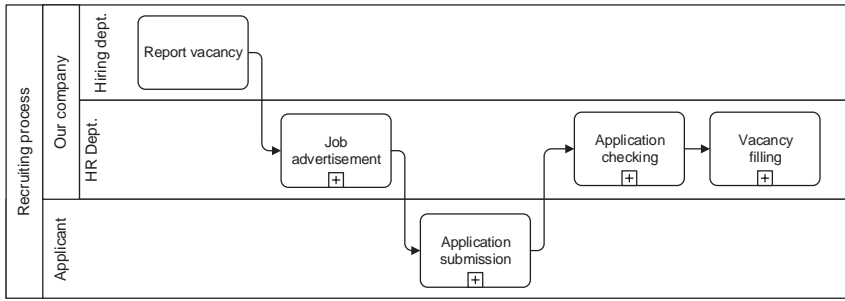 Recruiting process
Our company
Hiring dept.
Report vacancy
HR Dept.
Job
advertisement
+
Application
checking
+
Vacancy
filling
+
Applicant
Application
submission
+